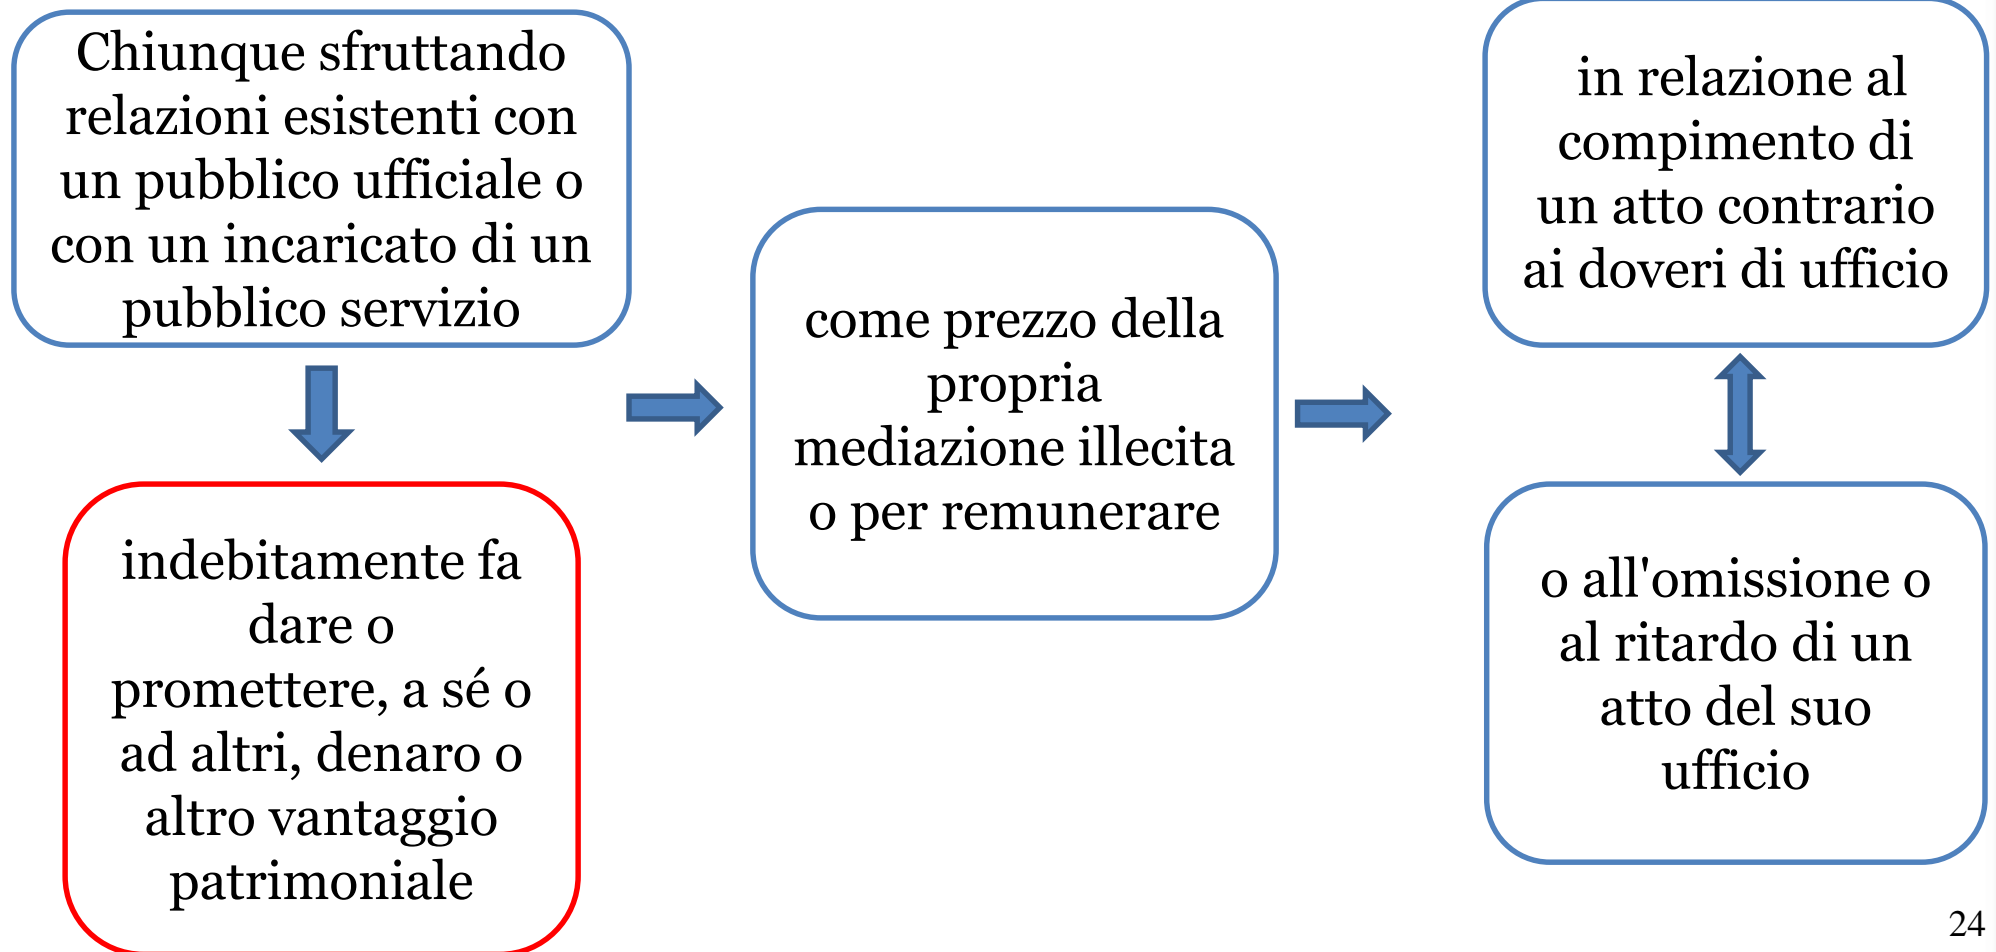 Chiunque sfruttando
relazioni esistenti con
un pubblico ufficiale o
con un incaricato di un
pubblico servizio
indebitamente fa
dare o
promettere, a sé o
ad altri, denaro o
altro vantaggio
patrimoniale
come prezzo della
propria
mediazione illecita
o per remunerare
in relazione al
compimento di
un atto contrario
ai doveri di ufficio
o all'omissione o
al ritardo di un
atto del suo
ufficio
24